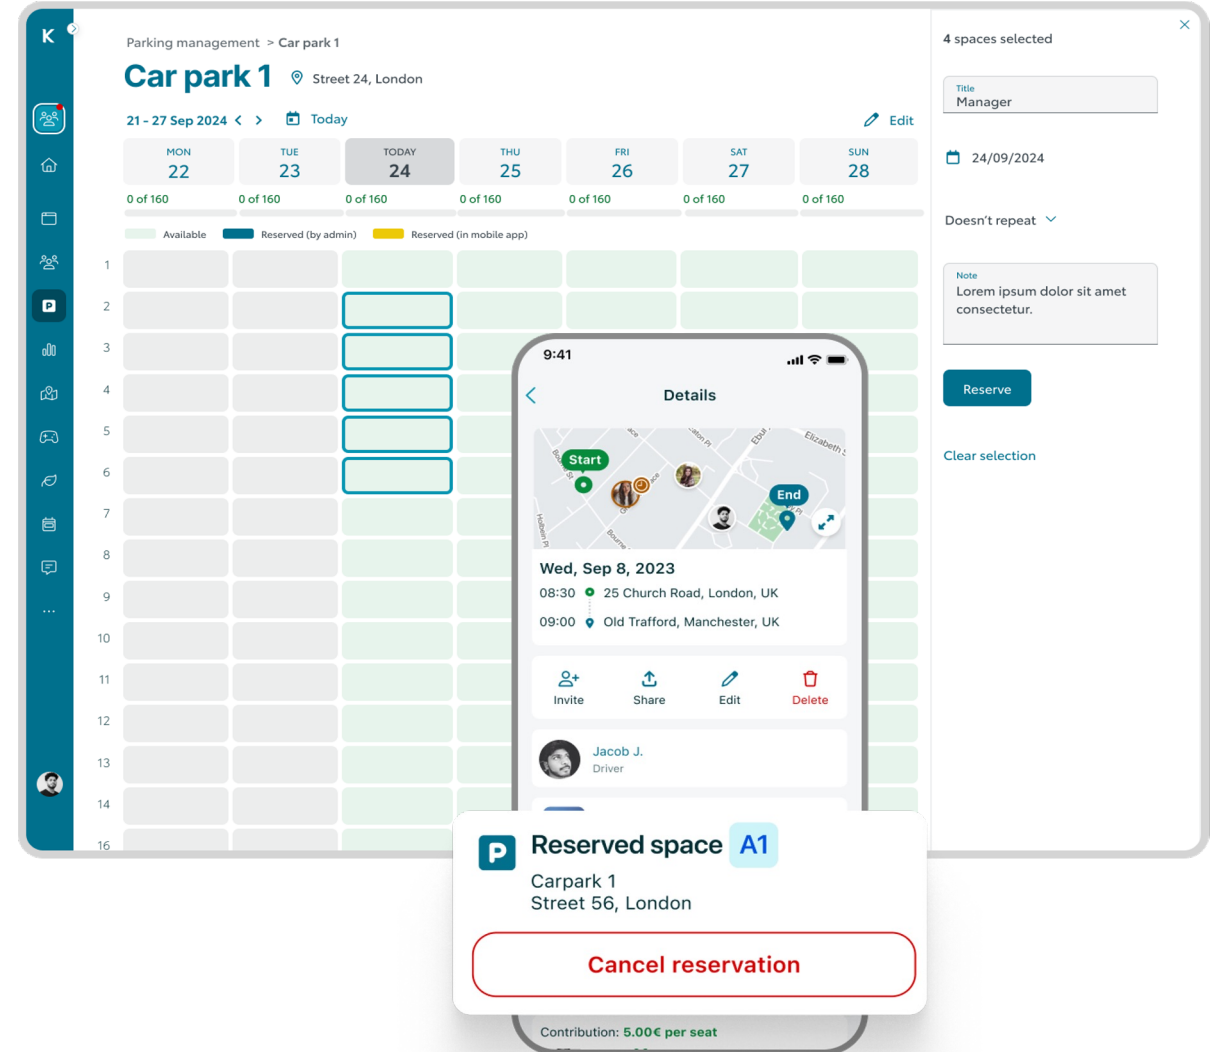 K
Parking management > Car park 1
Car park 1 Street 24, London
21 - 27 Sep 2024 < > Today
Edit
MON TUE TODAY THU FRI SAT SUN
22 23 24 25 26 27 28
0 of 160 0 of 160 0 of 160 0 of 160 0 of 160 0 of 160 0 of 160
Available Reserved (by admin) Reserved (in mobile app)
1
2
3
4
5
6
7
8
9
10
11
12
13
14
16
P
4 spaces selected
Title
Manager
24/09/2024
Doesn't repeat
Note
Lorem ipsum dolor sit amet
consectetur.
Reserve
Clear selection
9:41
Details
Elizabeth
Holbein Pl
Start
End
Wed, Sep 8, 2023
08:30 25 Church Road, London, UK
09:00 Old Trafford, Manchester, UK
Invite Share Edit Delete
Jacob J.
Driver
P Reserved space A1
Carpark 1
Street 56, London
Cancel reservation
Contribution: 5.00€ per seat